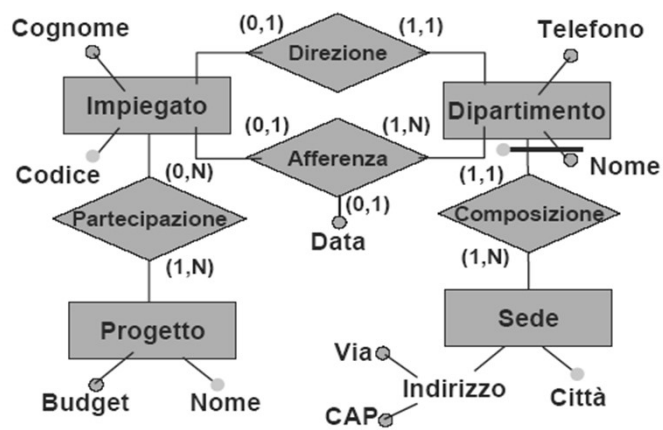 Cognome
(0,1)
(1,1)
Telefono
Direzione
Impiegato
Dipartimento
(0,1)
(1,N)
Afferenza
Codice
(0,N)
(1,1)
Nome
Partecipazione
(0,1)
Composizione
Data
(1,N)
(1,N)
Progetto
Sede
Via
Indirizzo
Budget
Nome
CAP
Città